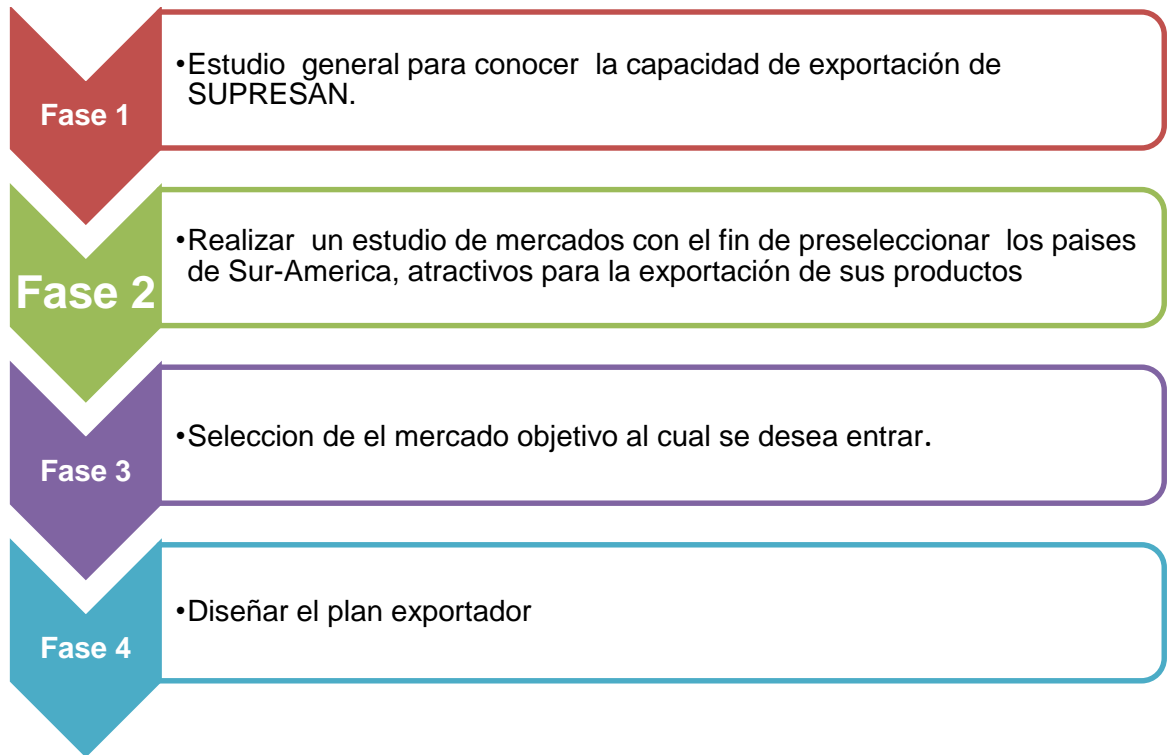 Fase 1
•Estudio  general para conocer  la capacidad de exportación de
SUPRESAN.
Fase 2
•Realizar  un estudio de mercados con el fin de preseleccionar  los paises
de Sur-America, atractivos para la exportación de sus productos
Fase 3
•Seleccion de el mercado objetivo al cual se desea entrar.
Fase 4
•Diseñar el plan exportador